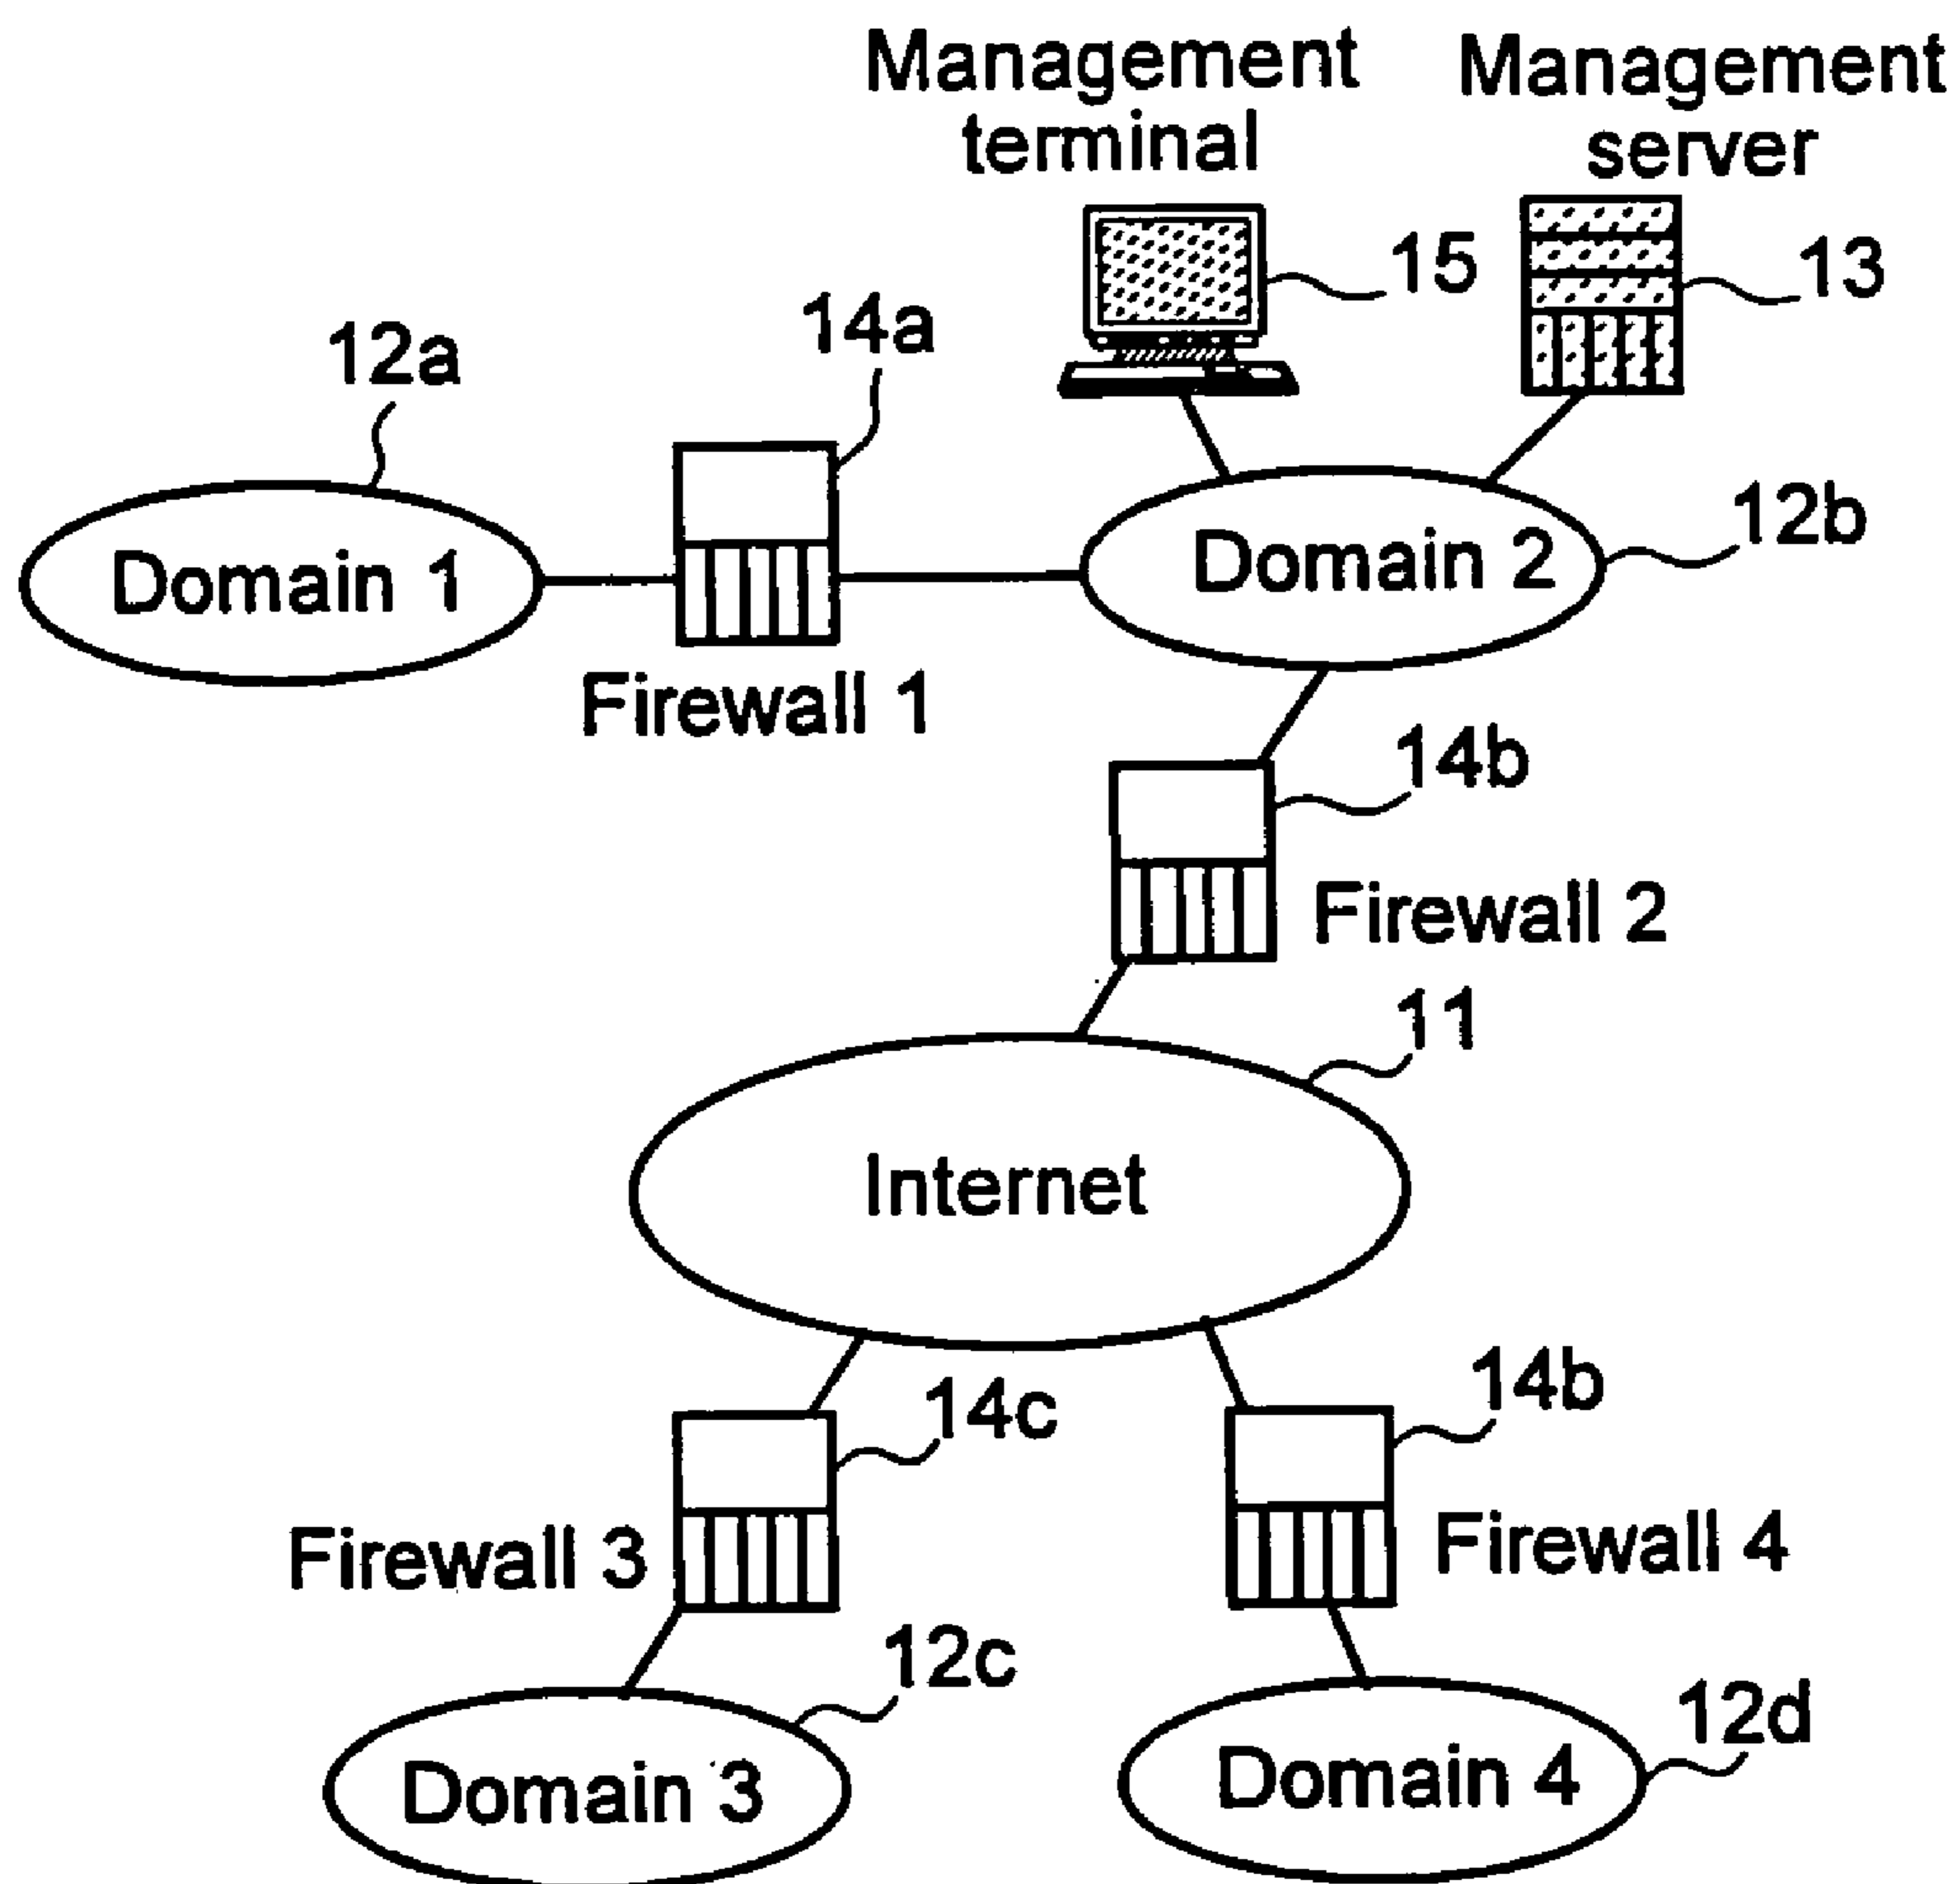 Management
terminal
Management
server
15
13
14a
12a
12b
Domain 1
Domain 2
Firewall 1
14b
Firewall 2
11
Internet
14c
14b
Firewall 3
Firewall 4
12c
12d
Domain 3
Domain 4